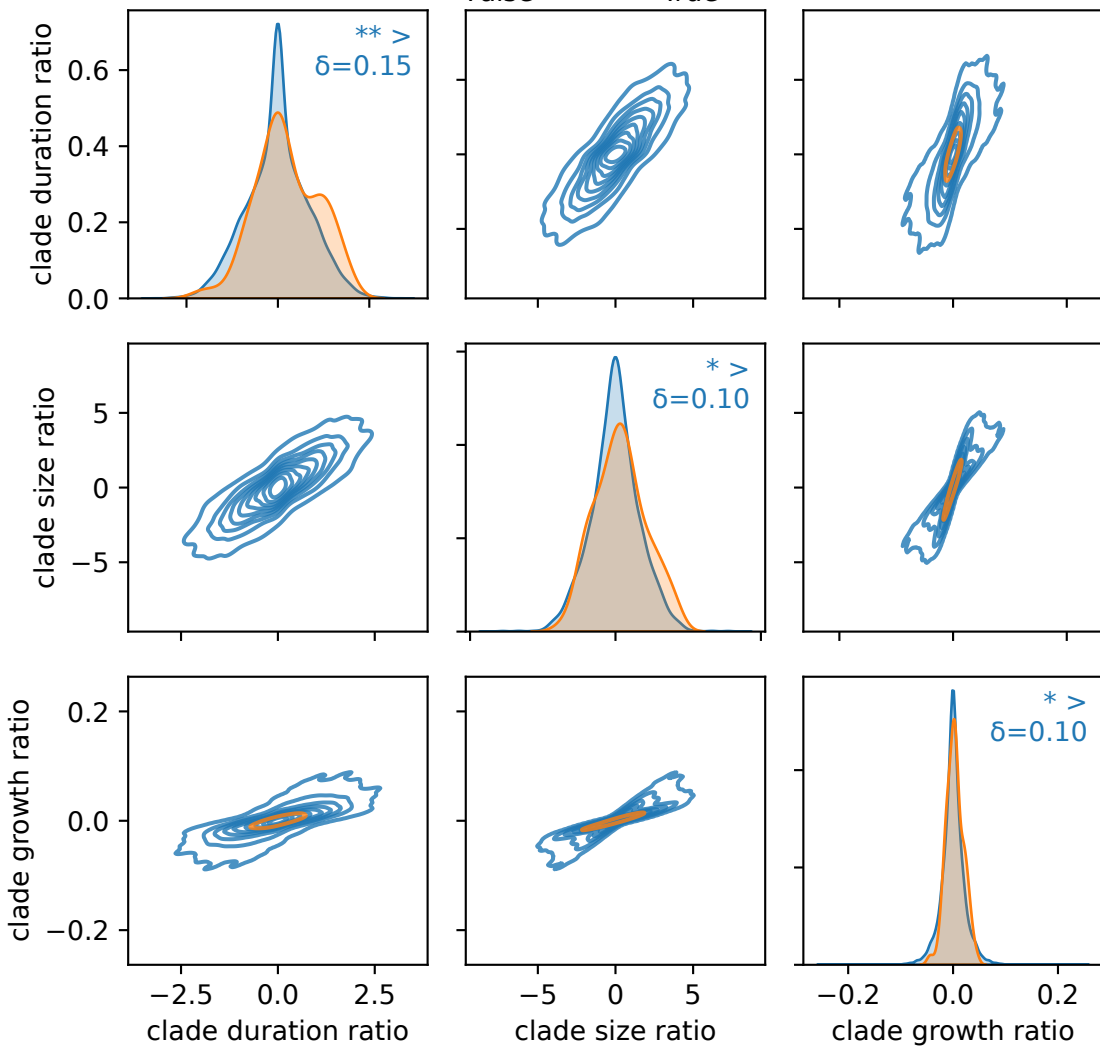 ** >
δ=0.15
clade duration ratio
0.6
0.4
0.2
0.0
* >
δ=0.10
clade size ratio
5
0
−5
* >
δ=0.10
clade growth ratio
0.2
0.0
−0.2
−2.5 0.0 2.5 −5 0 5 −0.2 0.0 0.2
clade duration ratio clade size ratio clade growth ratio